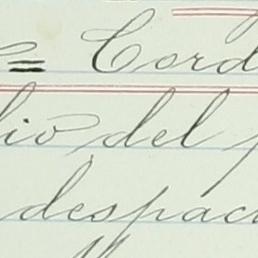 = Cord
lio del p
despac